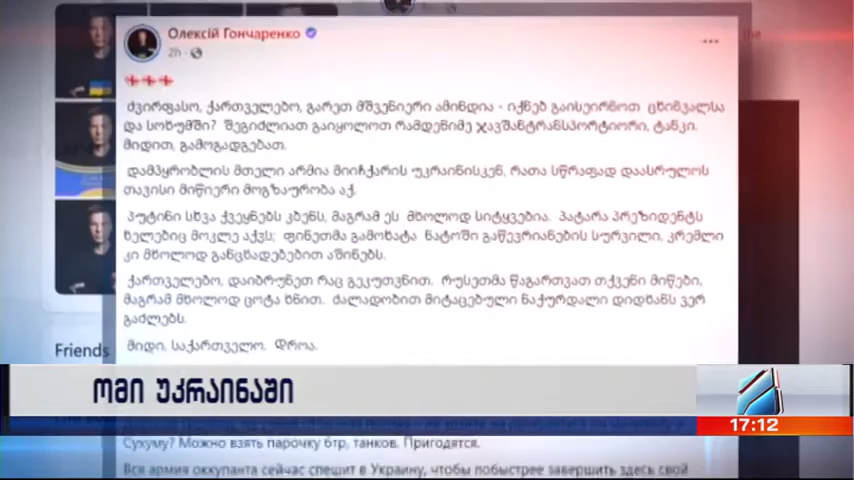 Олексій Гончаренко
2h
ძვირფასო, ქართველებო, გარეთ მშვენიერი ამინდია - იქნებ გაისეირნოთ ცხინვალსა
და სოხუმში? შეგიძლიათ გაიყოლოთ რამდენიმე ჯავშანტრანსპორტიორი, ტანკი.
მიდით, გამოგადგებათ.
დამპყრობლის მთელი არმია მიიჩქარის უკრაინისკენ, რათა სწრაფად დაასრულოს
თავისი მიწიერი მოგზაურობა აქ.
პუტინი სხვა ქვეყნებს კბენს, მაგრამ ეს მხოლოდ სიტყვებია. პატარა პრეზიდენტს
ხელებიც მოკლე აქვს; ფინეთმა გამოხატა ნატოში გაწევრიანების სურვილი, კრემლი
კი მხოლოდ განცხადებებით აშინებს.
ქართველებო, დაიბრუნეთ რაც გეკუთვნით. რუსეთმა წაგართვათ თქვენი მიწები,
მაგრამ მხოლოდ ცოტა ხნით. ძალადობით მიტაცებული ნაქურდალი დიდხანს ვერ
გაძლებს.
მიდი, საქართველო. დროა.
Friends
ომი უკრაინაში
17:12
Сухуму? Можно взять парочку бтр, танков. Пригодятся.
Вся армия оккупанта сейчас спешит в Украину, чтобы побыстрее завершить здесь свой